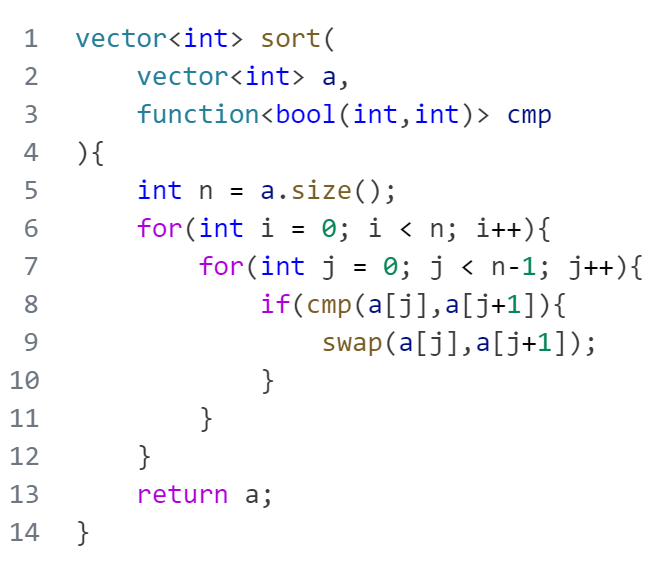 1 vector<int> sort(
2     vector<int> a,
3     function<bool(int,int)> cmp
4 ){
5     int n = a.size();
6     for(int i = 0; i < n; i++){
7         for(int j = 0; j < n-1; j++){
8             if(cmp(a[j],a[j+1]){
9                 swap(a[j],a[j+1]);
10             }
11         }
12     }
13     return a;
14 }